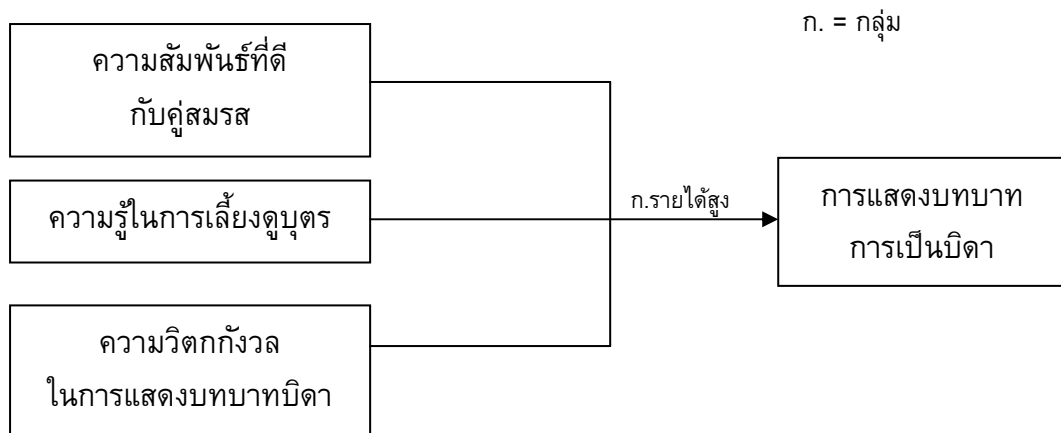 ก. = กลุ่ม
ความสัมพันธ์ที่ดี
กับคู่สมรส
ความรู้ในการเลี้ยงดูบุตร
ก.รายได้สูง
การแสดงบทบาท
การเป็นบิดา
ความวิตกกังวล
ในการแสดงบทบาทบิดา